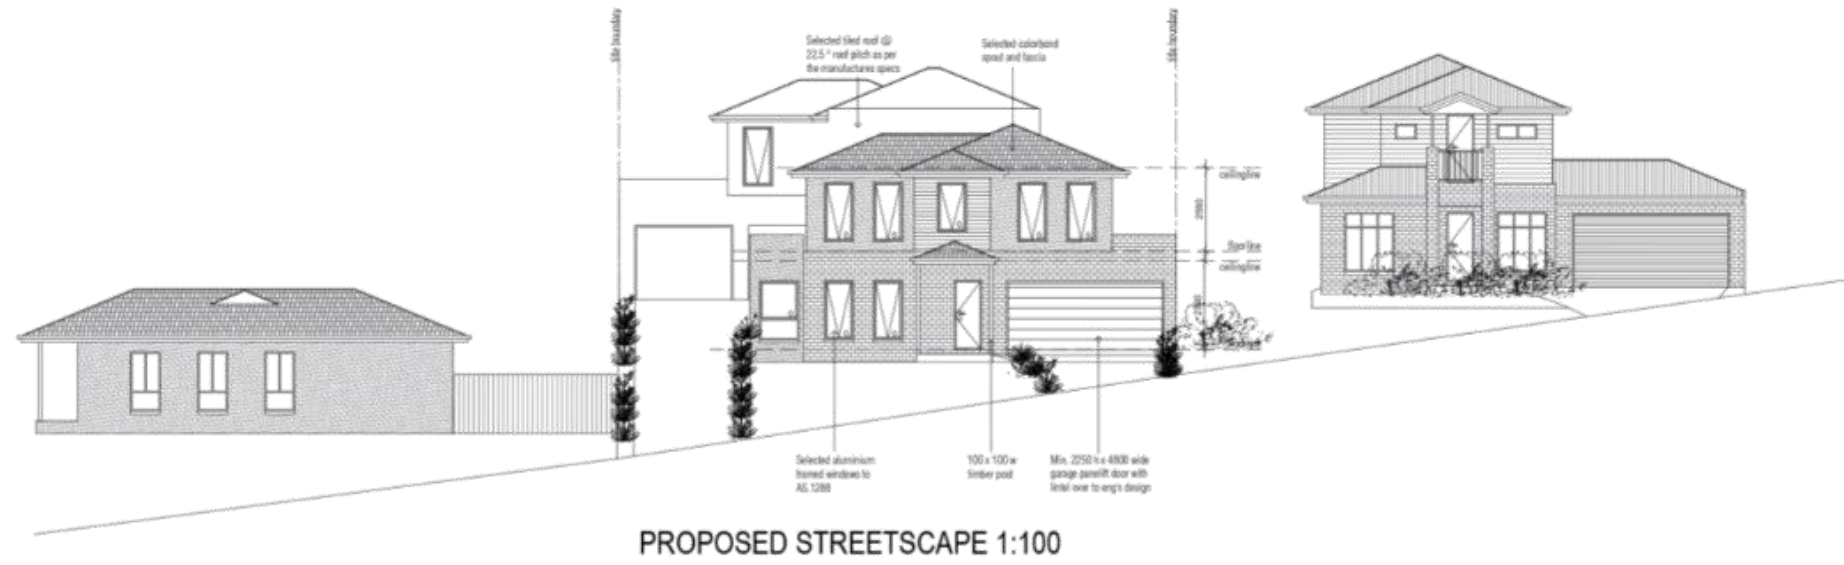 title boundary
Selected tiled roof @
22.5 ° roof pitch as per
the manufactures specs
Selected colorbond
spout and fascia
title boundary
ceilingline
floorline
ceilingline
Selected aluminium
framed windows to
AS. 1288
100 x 100 w
timber post
Min. 2250 h x 4800 wide
garage panelift door with
lintel over to eng's design
PROPOSED STREETSCAPE 1:100